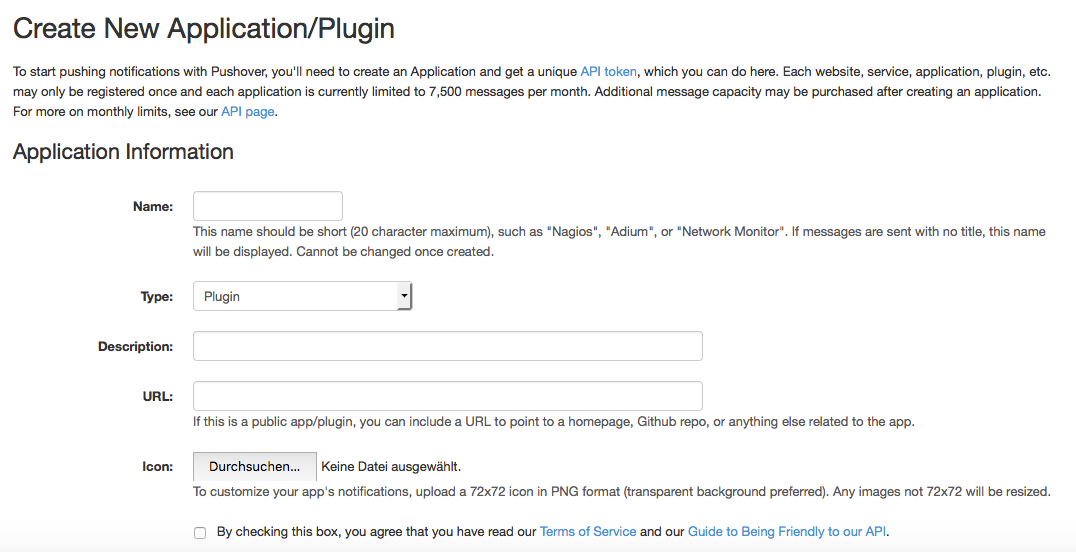 Create New Application/Plugin
To start pushing notifications with Pushover, you'll need to create an Application and get a unique API token, which you can do here. Each website, service, application, plugin, etc.
may only be registered once and each application is currently limited to 7,500 messages per month. Additional message capacity may be purchased after creating an application.
For more on monthly limits, see our API page.
Application Information
Name:
This name should be short (20 character maximum), such as "Nagios", "Adium", or "Network Monitor". If messages are sent with no title, this name
will be displayed. Cannot be changed once created.
Type: Plugin
Description:
URL:
If this is a public app/plugin, you can include a URL to point to a homepage, Github repo, or anything else related to the app.
Icon: Durchsuchen... Keine Datei ausgewählt.
To customize your app's notifications, upload a 72x72 icon in PNG format (transparent background preferred). Any images not 72x72 will be resized.
By checking this box, you agree that you have read our Terms of Service and our Guide to Being Friendly to our API.